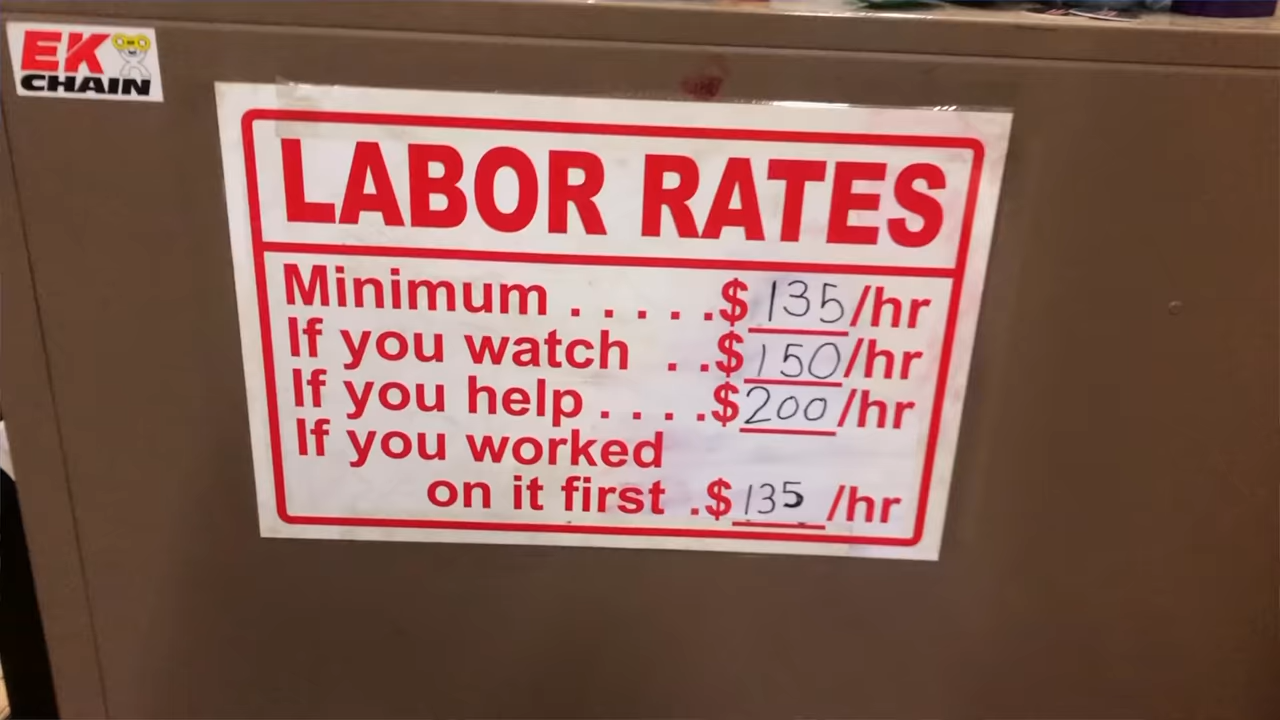 EK
CHAIN
LABOR RATES
Minimum . . . . .$ 135/hr
If you watch . .$ 150/hr
If you help . . . .$ 200/hr
If you worked
on it first .$ 135 /hr